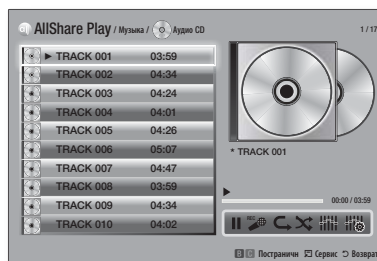 AllShare Play / Музыка / Аудио CD 1 / 17
► TRACK 001 03:59
TRACK 002 04:34
TRACK 003 04:24
TRACK 004 04:01
TRACK 005 04:26
TRACK 006 05:07
TRACK 007 04:47
TRACK 008 03:59
TRACK 009 04:34
TRACK 010 04:02
* TRACK 001
00:00 / 03:59
Постраничн Сервис Возврат